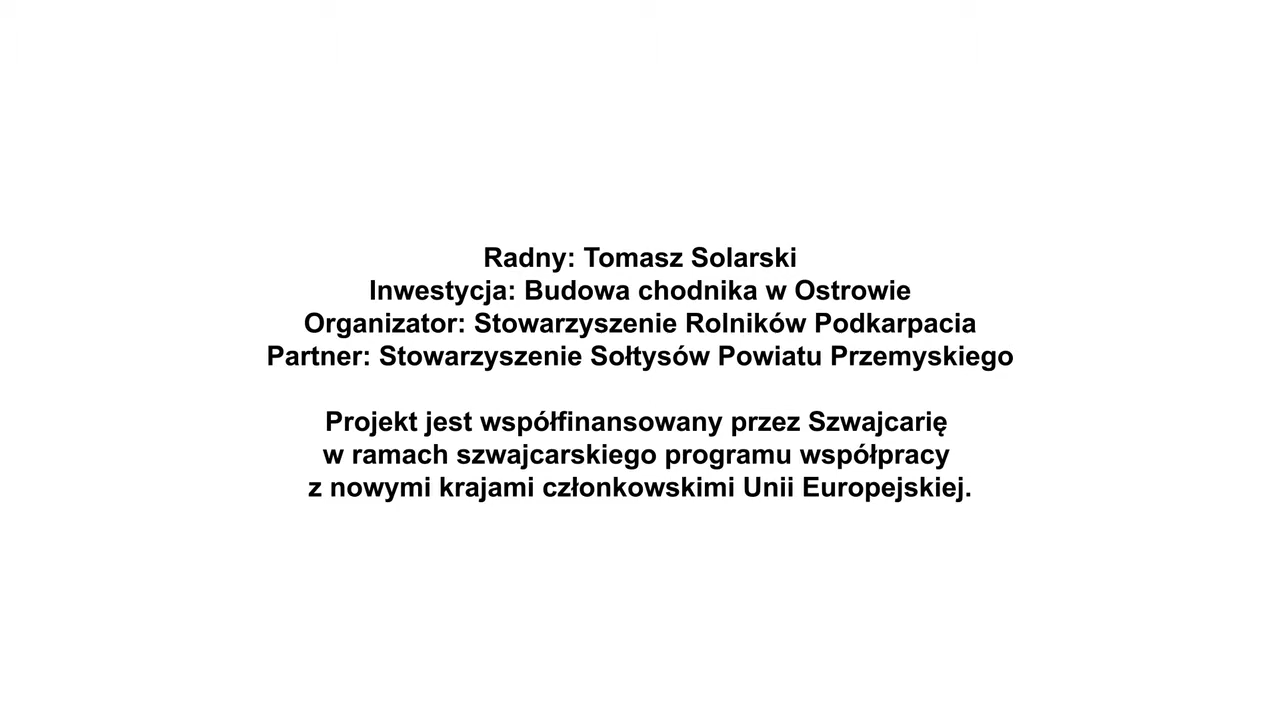 Radny: Tomasz Solarski
Inwestycja: Budowa chodnika w Ostrowie
Organizator: Stowarzyszenie Rolników Podkarpacia
Partner: Stowarzyszenie Sołtysów Powiatu Przemyskiego
Projekt jest współfinansowany przez Szwajcarię
w ramach szwajcarskiego programu współpracy
z nowymi krajami członkowskimi Unii Europejskiej.